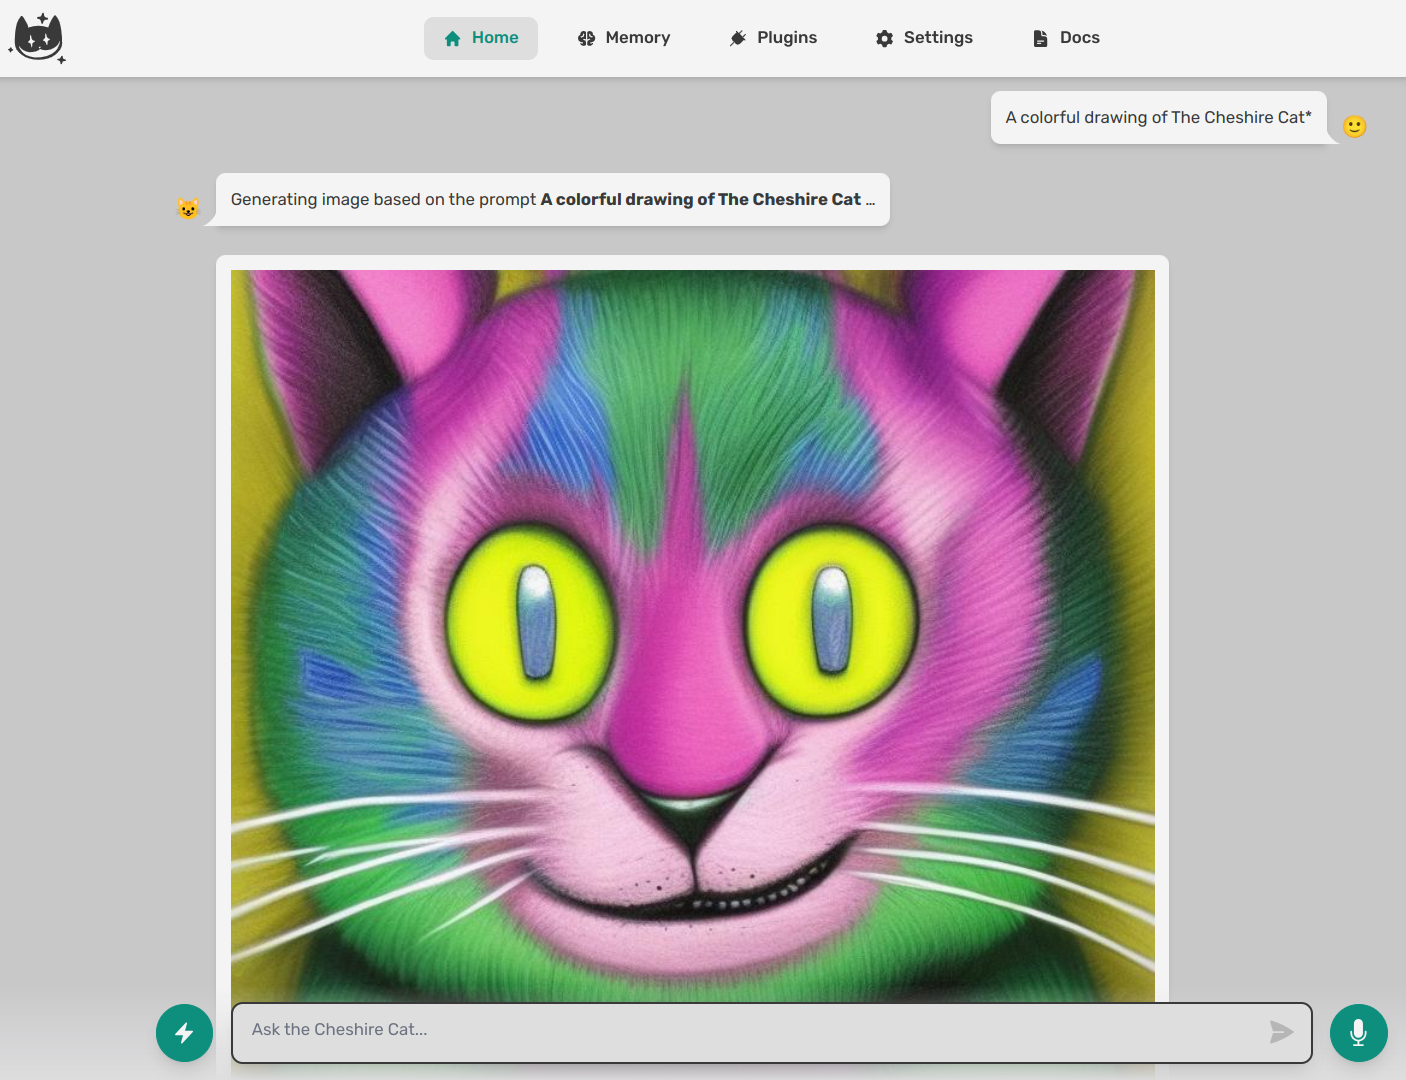 Home
Memory
Plugins
Settings
Docs
A colorful drawing of The Cheshire Cat*
Generating image based on the prompt A colorful drawing of The Cheshire Cat ...
Ask the Cheshire Cat...